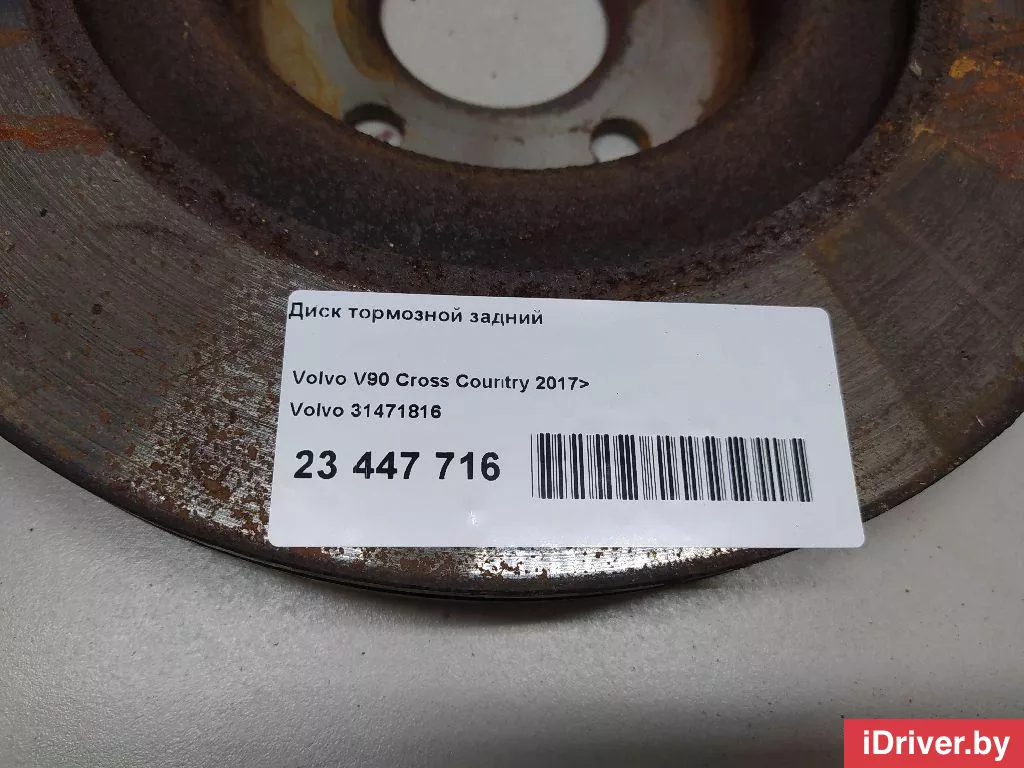 Диск тормозной задний
Volvo V90 Cross Country 2017>
Volvo 31471816
23 447 716
iDriver.by